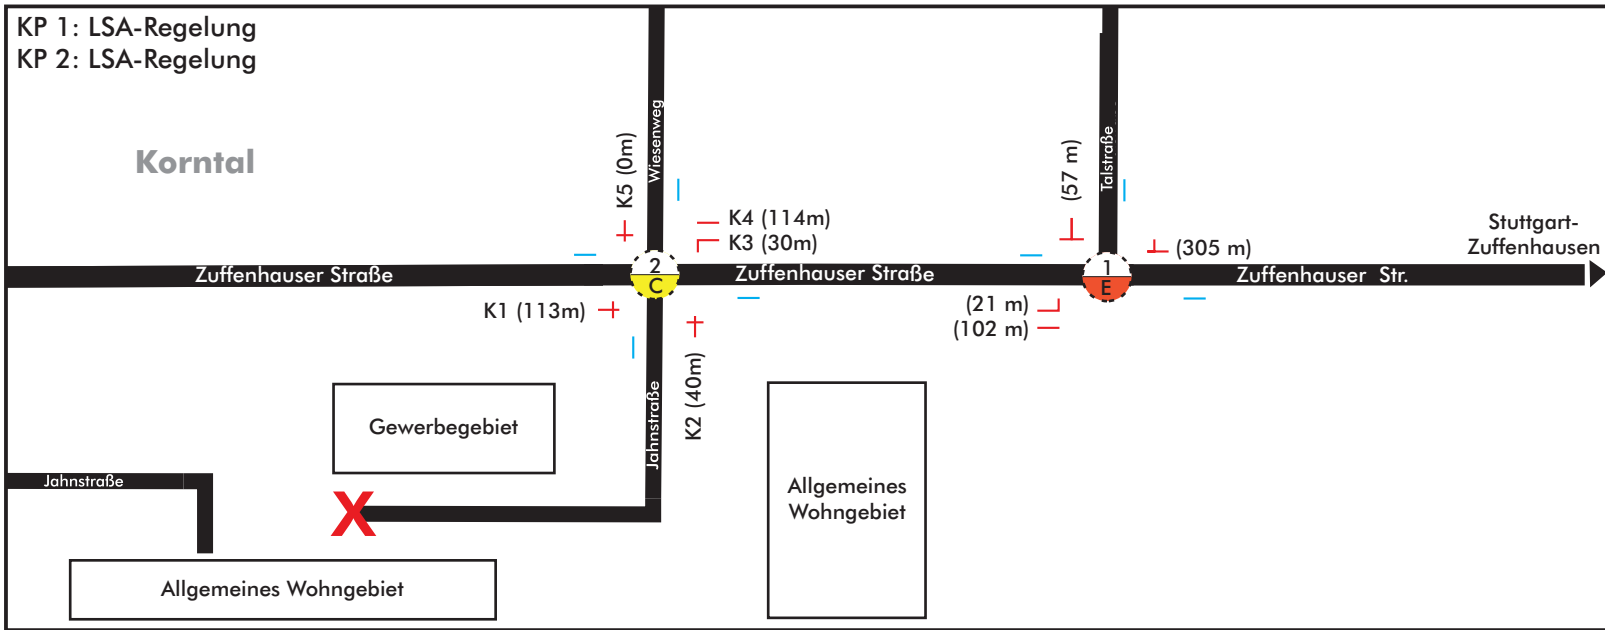 KP 1: LSA-Regelung
KP 2: LSA-Regelung
Korntal
Wiesenweg
K5 (0m)
K4 (114m)
K3 (30m)
Talstraße
(57 m)
(305 m)
Stuttgart-
Zuffenhausen
Zuffenhauser Straße
2
C
Zuffenhauser Straße
1
E
Zuffenhauser Str.
K1 (113m)
(21 m)
(102 m)
K2 (40m)
Jahnstraße
Gewerbegebiet
Jahnstraße
X
Allgemeines
Wohngebiet
Allgemeines Wohngebiet